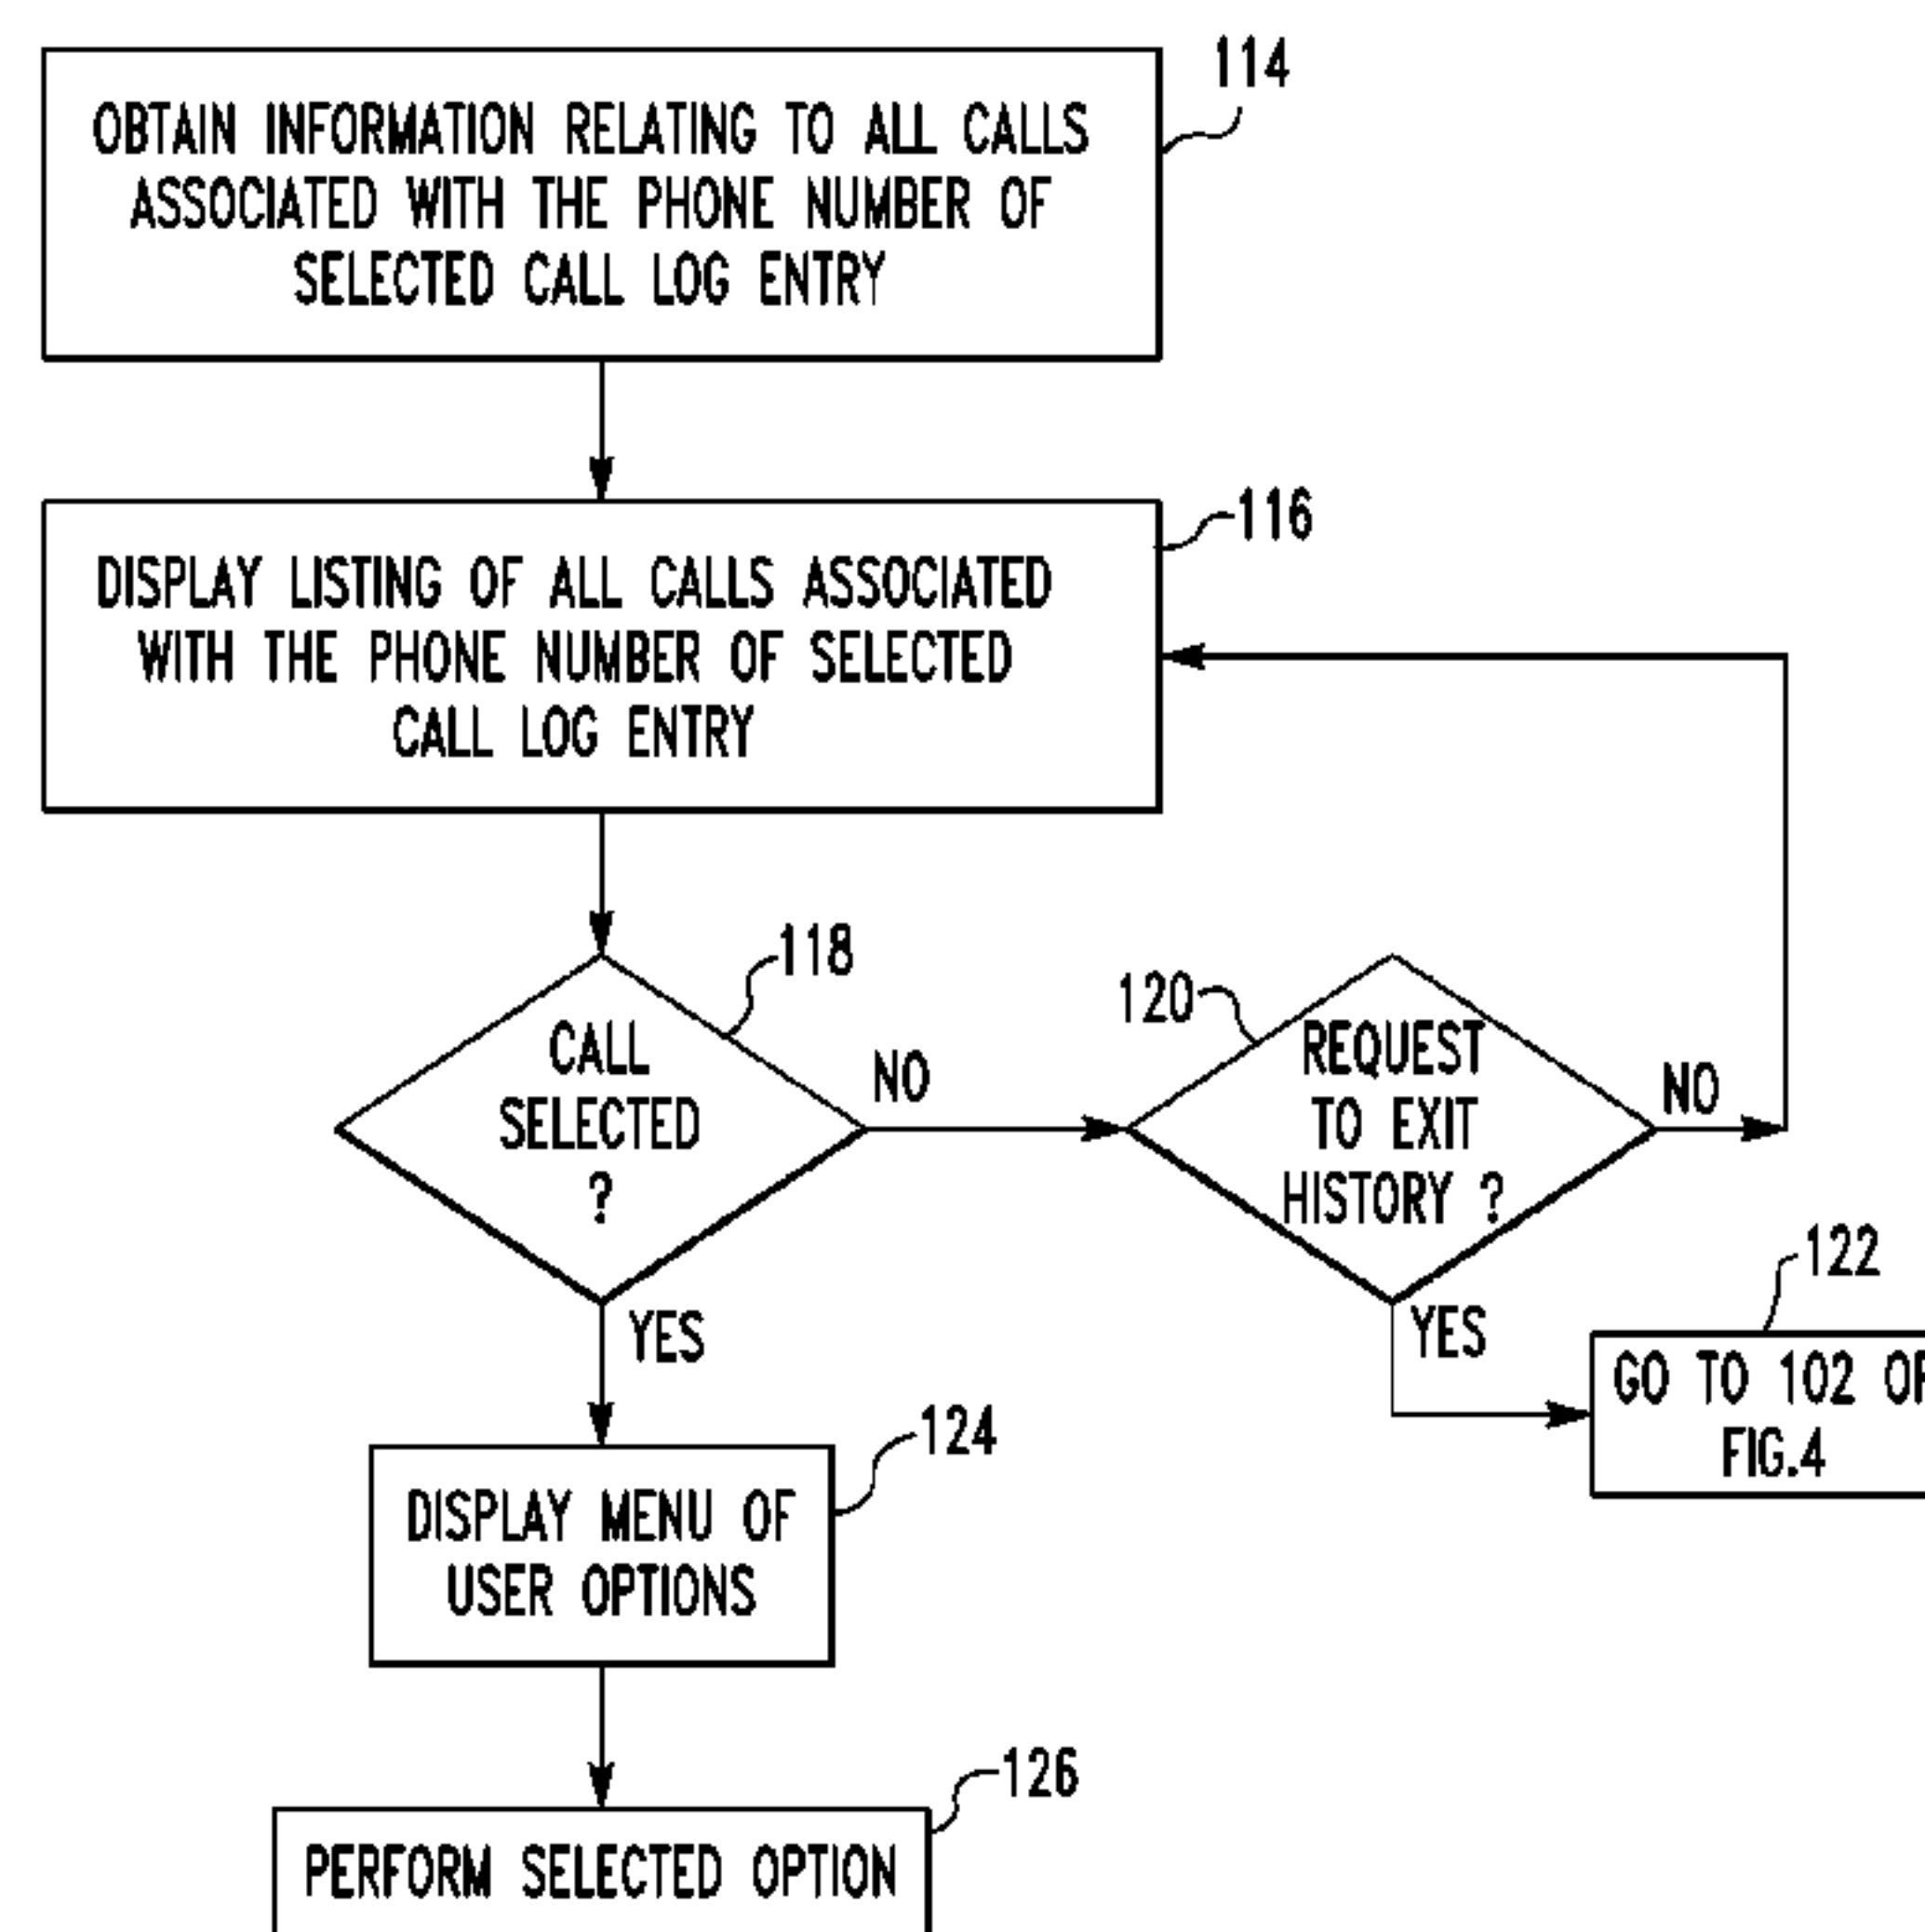 114
OBTAIN INFORMATION RELATING TO ALL CALLS
ASSOCIATED WITH THE PHONE NUMBER OF
SELECTED CALL LOG ENTRY
116
DISPLAY LISTING OF ALL CALLS ASSOCIATED
WITH THE PHONE NUMBER OF SELECTED
CALL LOG ENTRY
118
CALL
SELECTED
?
NO
120
REQUEST
TO EXIT
HISTORY ?
NO
YES
YES
122
GO TO 102
FIG.4
124
DISPLAY MENU OF
USER OPTIONS
126
PERFORM SELECTED OPTION